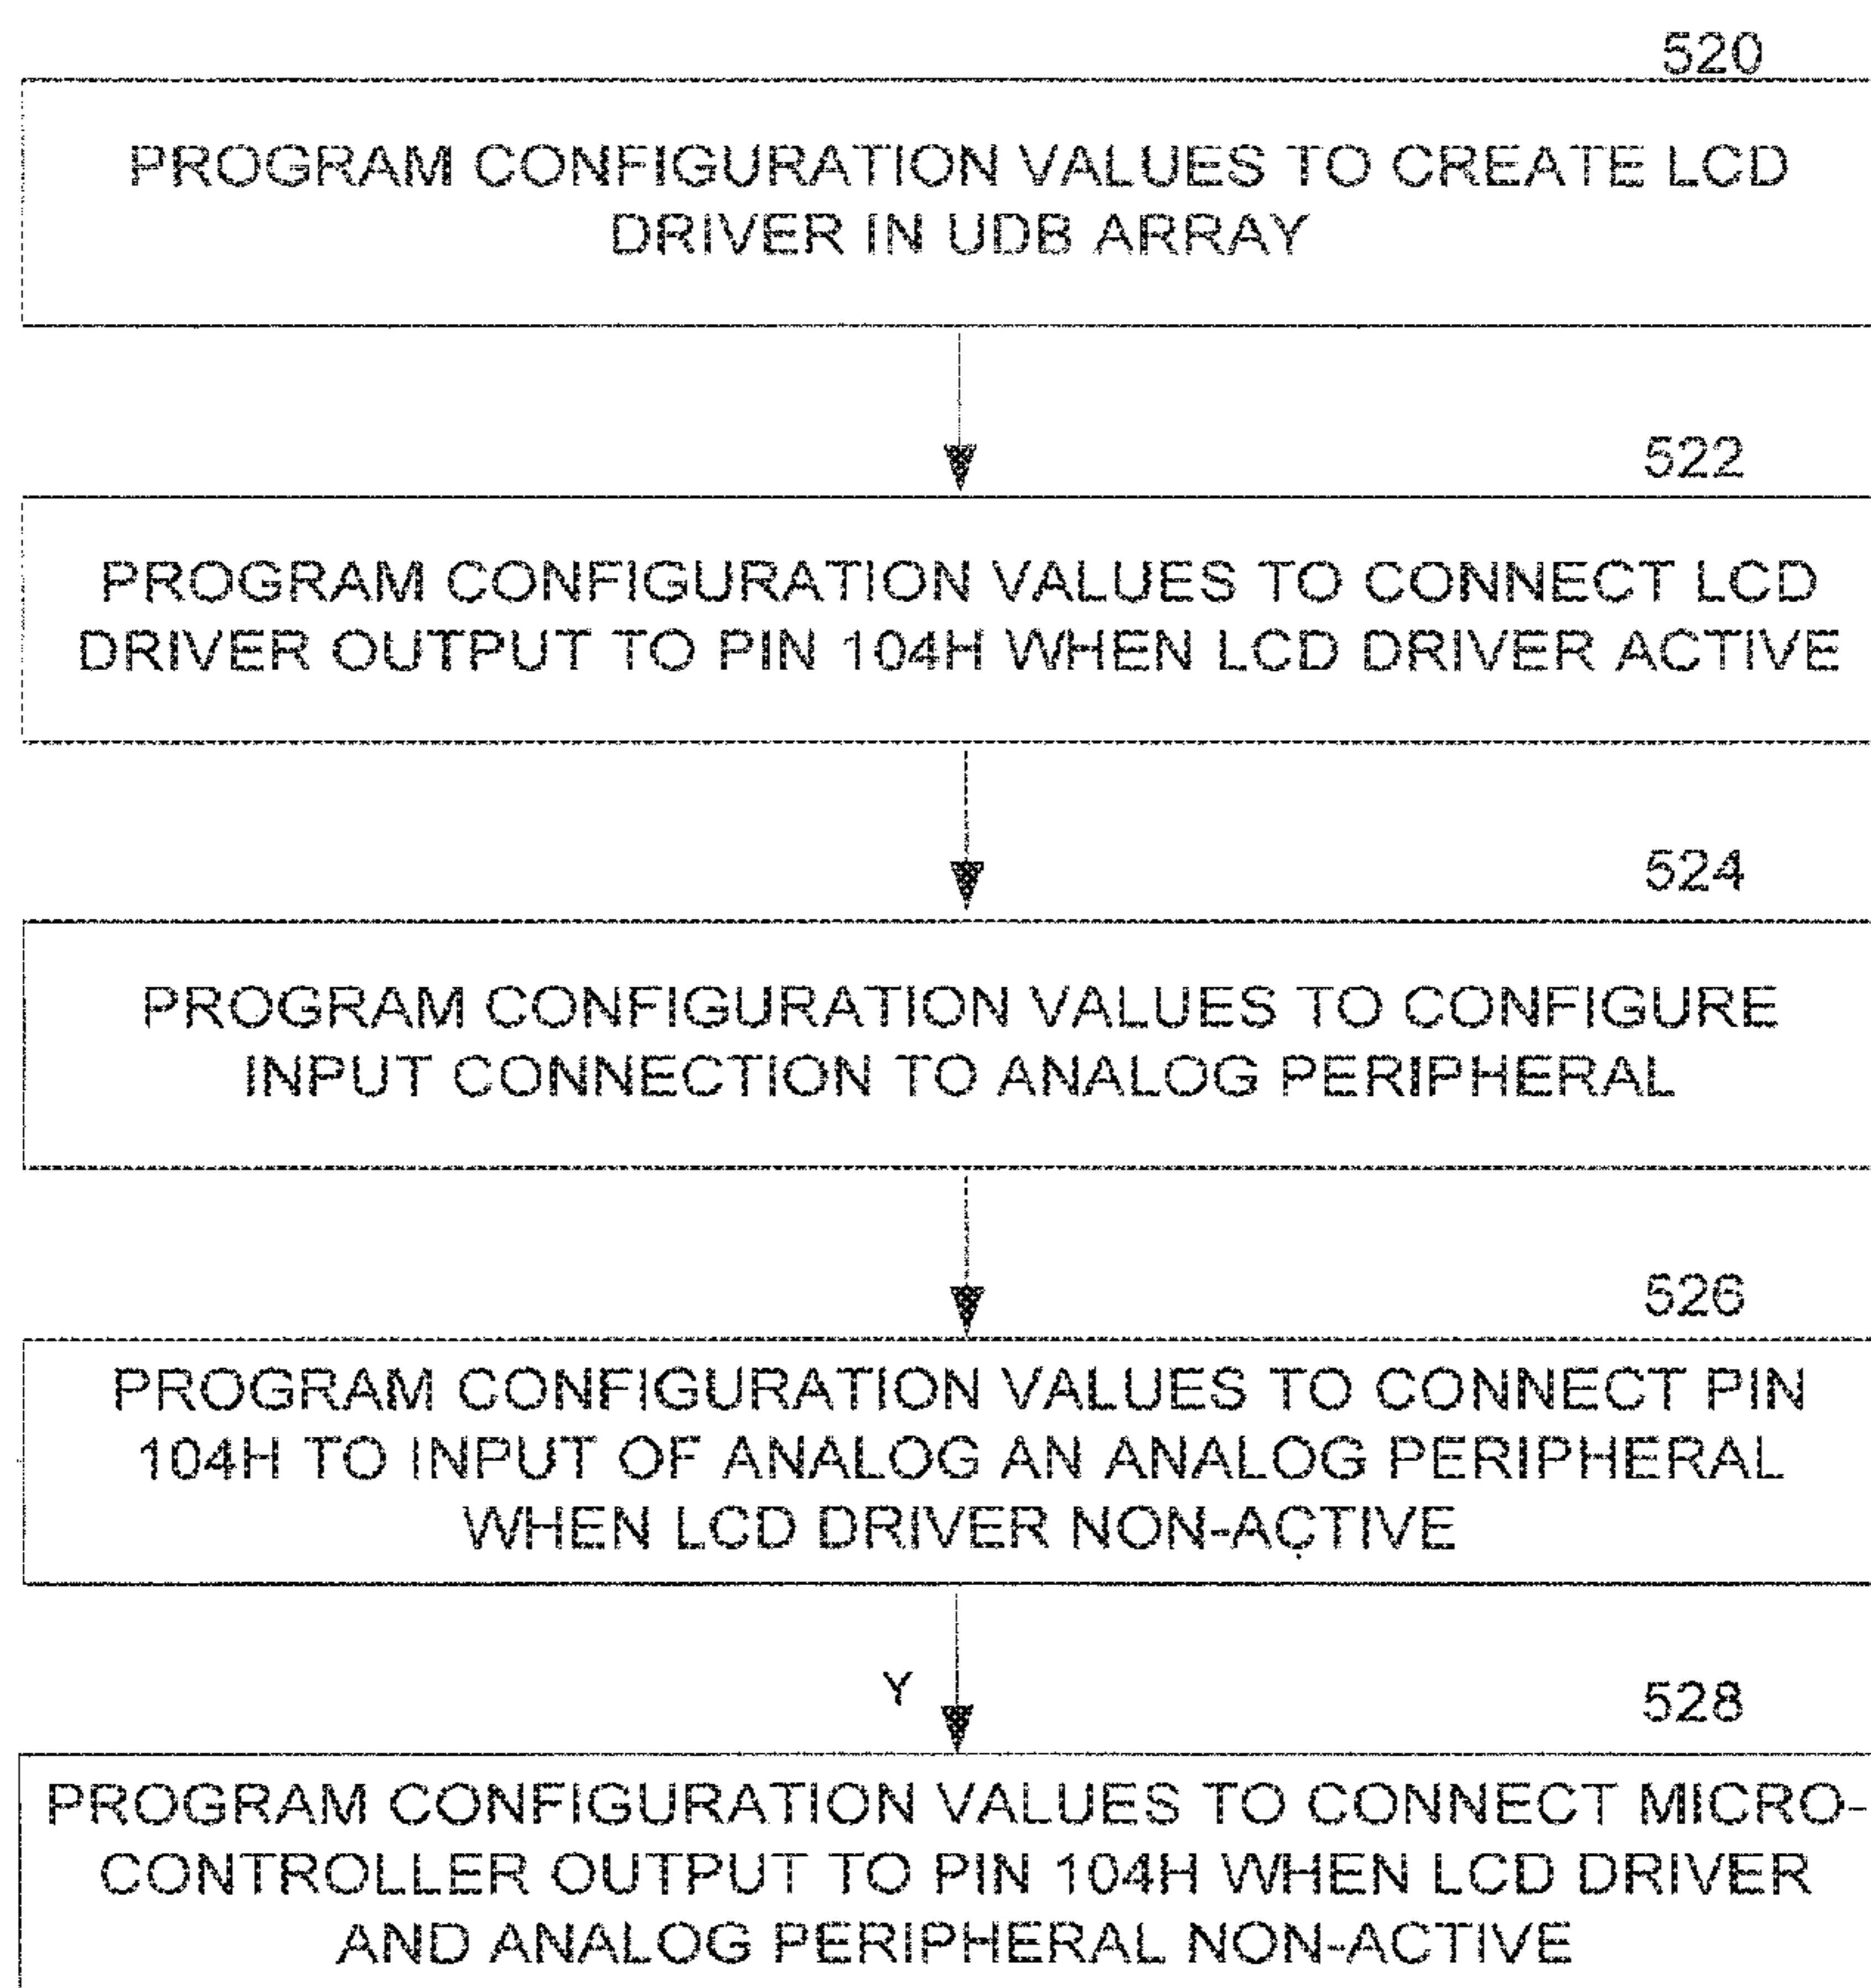 520
PROGRAM CONFIGURATION VALUES TO CREATE LCD
DRIVER IN UDB ARRAY
522
PROGRAM CONFIGURATION VALUES TO CONNECT LCD
DRIVER OUTPUT TO PIN 104H WHEN LCD DRIVER ACTIVE
524
PROGRAM CONFIGURATION VALUES TO CONFIGURE
INPUT CONNECTION TO ANALOG PERIPHERAL
526
PROGRAM CONFIGURATION VALUES TO CONNECT PIN
104H TO INPUT OF ANALOG AN ANALOG PERIPHERAL
WHEN LCD DRIVER NON-ACTIVE
Y
528
PROGRAM CONFIGURATION VALUES TO CONNECT MICRO-
CONTROLLER OUTPUT TO PIN 104H WHEN LCD DRIVER
AND ANALOG PERIPHERAL NON-ACTIVE